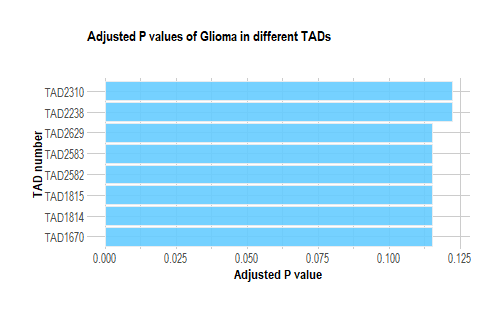 Adjusted P values of Glioma in different TADs
TAD number
TAD2310
TAD2238
TAD2629
TAD2583
TAD2582
TAD1815
TAD1814
TAD1670
0.000 0.025 0.050 0.075 0.100 0.125
Adjusted P value